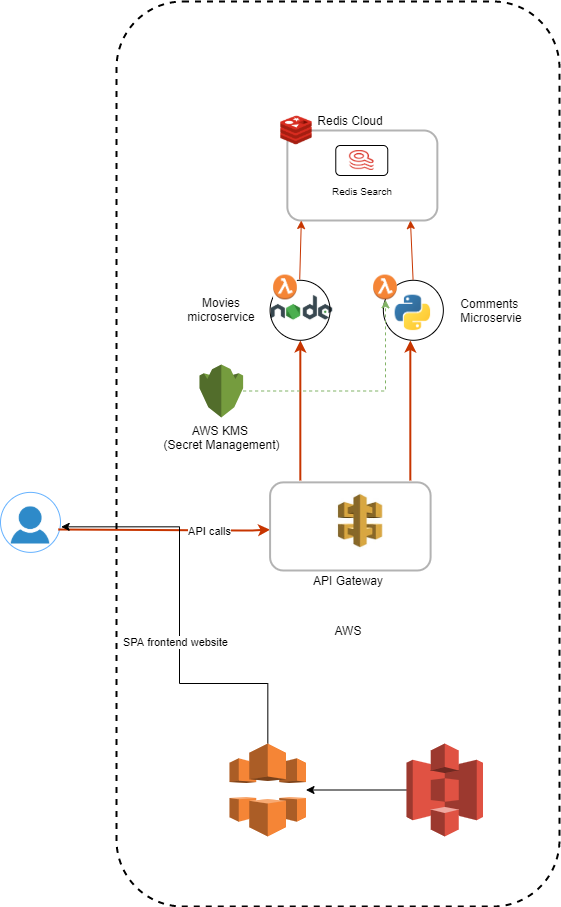 Redis Cloud
Redis Search
Movies
microservice
node
Comments
Microservie
AWS KMS
(Secret Management)
API calls
API Gateway
AWS
SPA frontend website